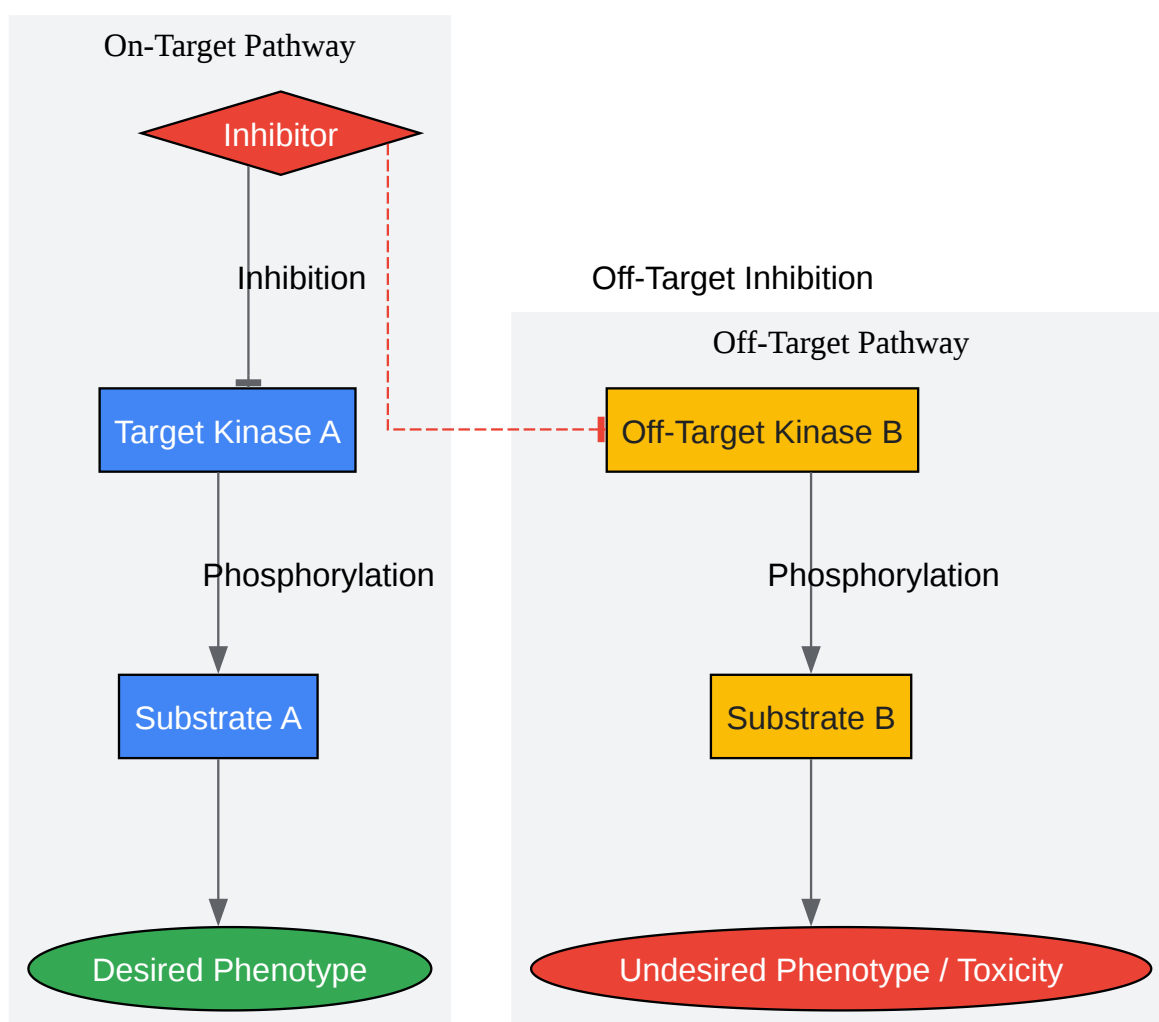 On-Target Pathway
Inhibitor
Inhibition
Off-Target Inhibition
Off-Target Pathway
Target Kinase A
Off-Target Kinase B
Phosphorylation
Phosphorylation
Substrate A
Substrate B
Desired Phenotype
Undesired Phenotype / Toxicity